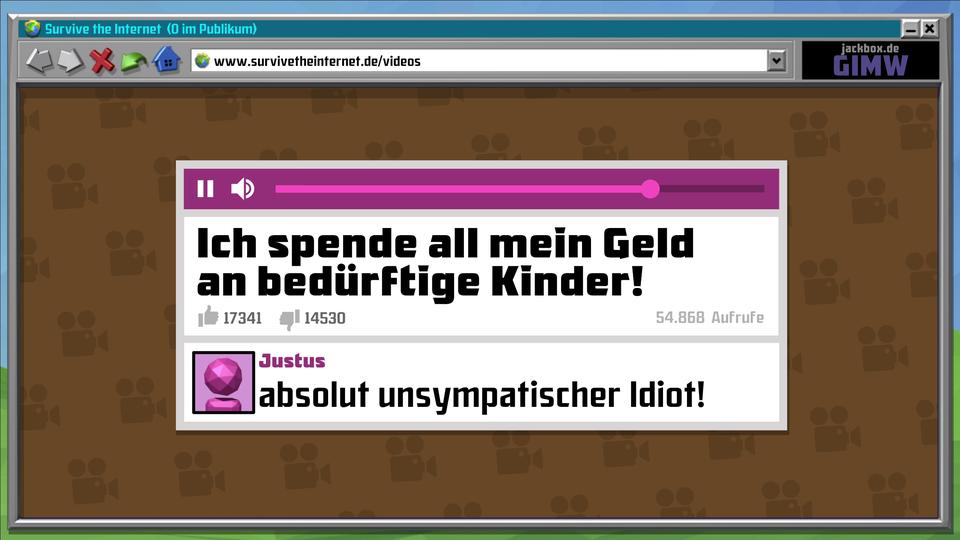 Survive the Internet (0 im Publikum)
www.survivetheinternet.de/videos
jackbox.de
GIMW
Ich spende all mein Geld
an bedürftige Kinder!
17341 14530 54.868 Aufrufe
Justus
absolut unsympatischer Idiot!